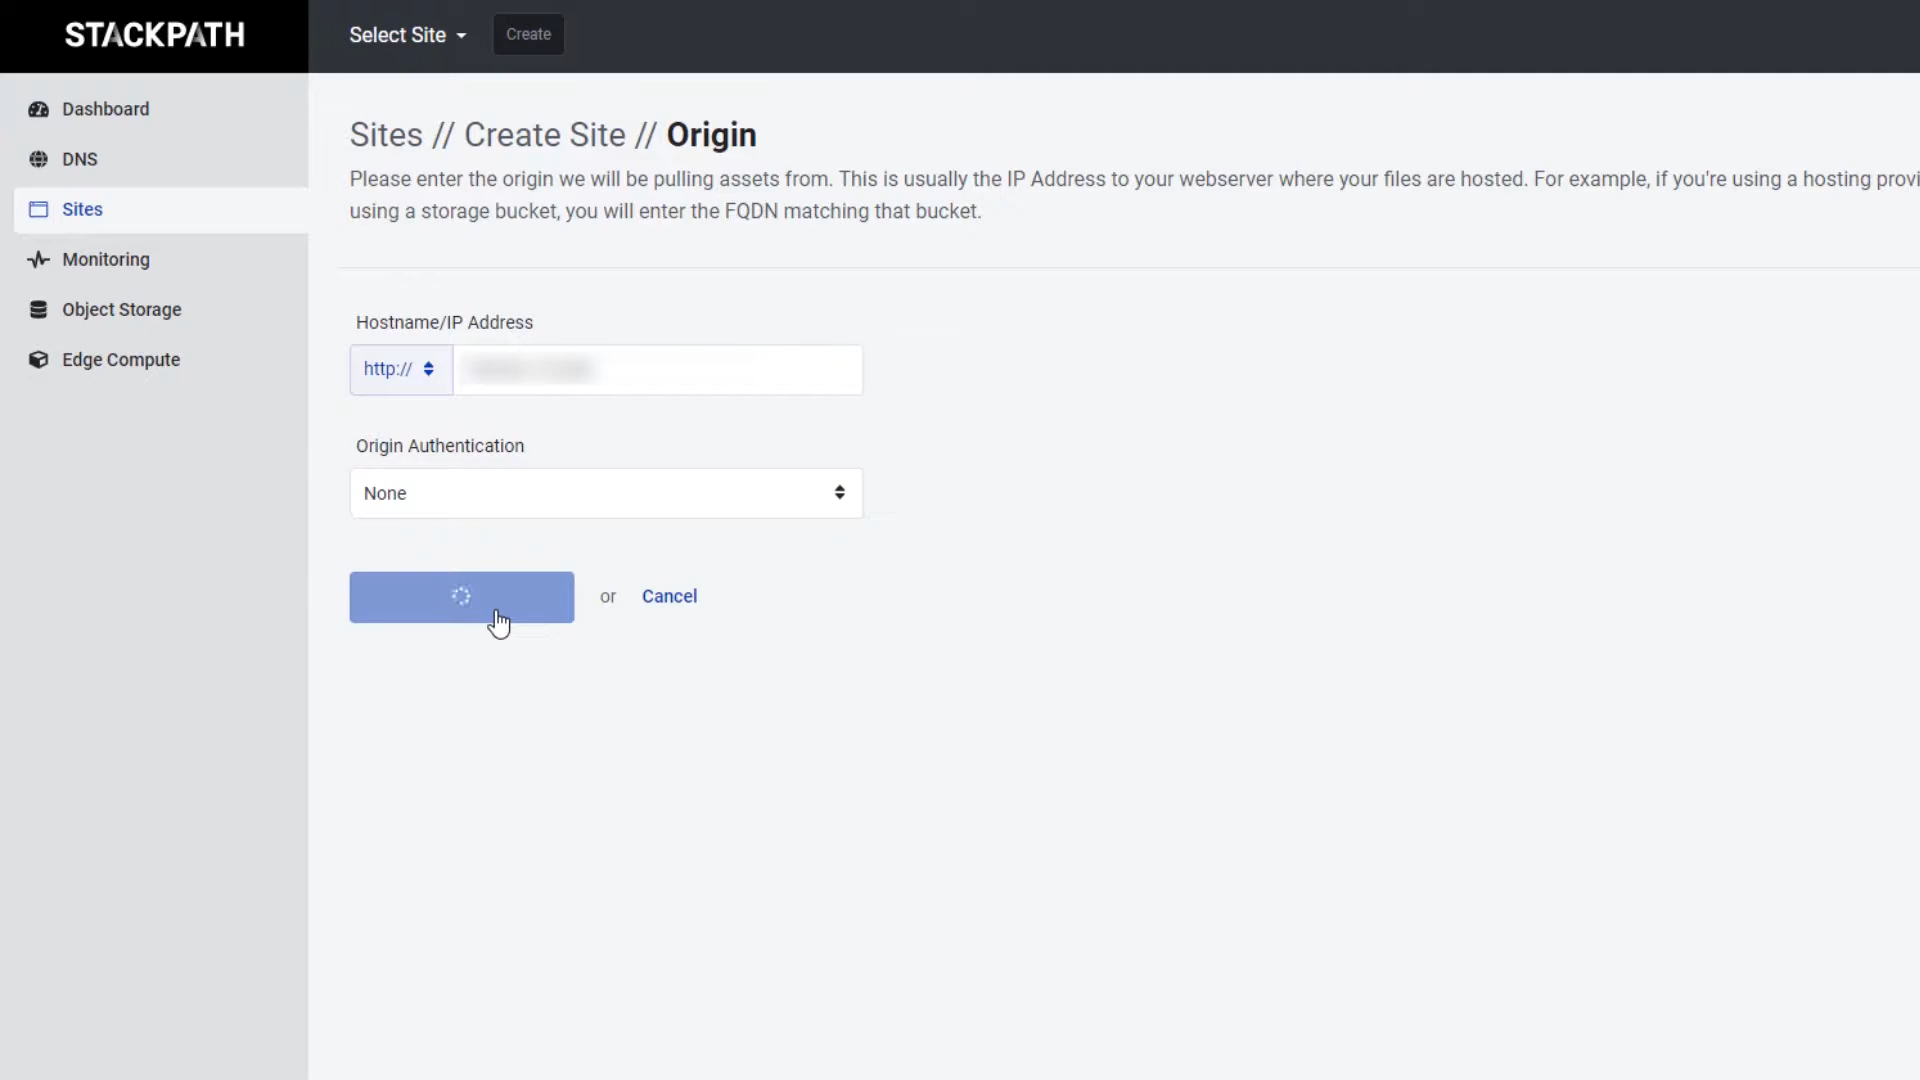 STACKPATH
Select Site
Create
Dashboard
DNS
Sites
Monitoring
Object Storage
Edge Compute
Sites // Create Site // Origin
Please enter the origin we will be pulling assets from. This is usually the IP Address to your webserver where your files are hosted. For example, if you're using a hosting provi
using a storage bucket, you will enter the FQDN matching that bucket.
Hostname/IP Address
http://
Origin Authentication
None
or Cancel